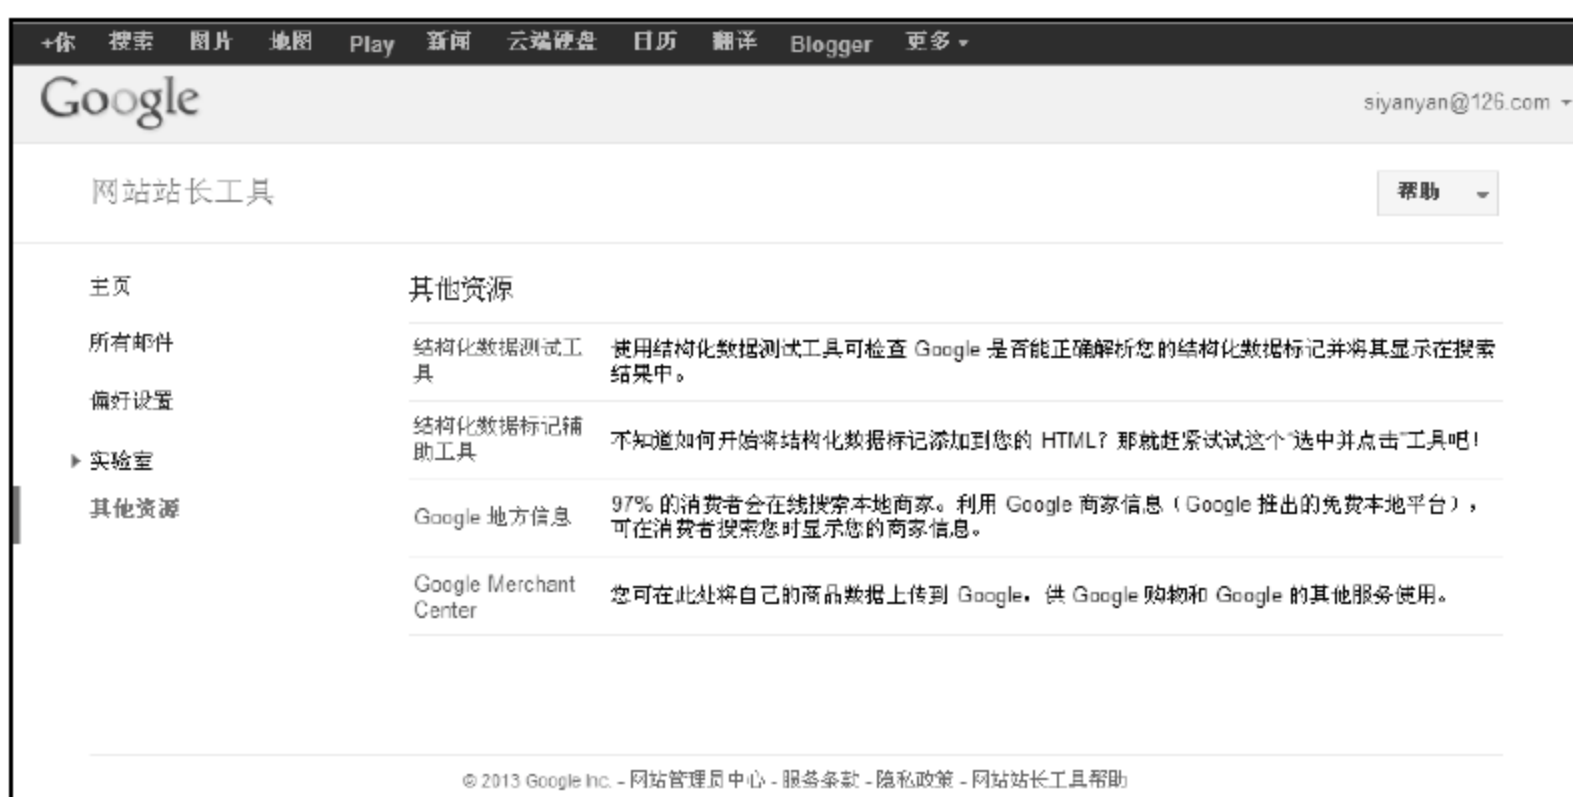 +你 搜索 图片 地图 Play 新闻 云端硬盘 日历 翻译 Blogger 更多
Google
siyanyan@126.com
网站站长工具
帮助
主页
所有邮件
偏好设置
实验室
其他资源
其他资源
结构化数据测试工
具
使用结构化数据测试工具可检查 Google 是否能正确解析您的结构化数据标记并将其显示在搜索
结果中。
结构化数据标记辅
助工具
不知道如何开始将结构化数据标记添加到您的 HTML？那就赶紧试试这个“选中并点击”工具吧！
Google 地方信息
97% 的消费者会在线搜索本地商家。利用 Google 商家信息（Google 推出的免费本地平台），
可在消费者搜索您时显示您的商家信息。
Google Merchant
Center
您可在此处将自己的商品数据上传到 Google，供 Google 购物和 Google 的其他服务使用。
© 2013 Google Inc. - 网站管理员中心 - 服务条款 - 隐私政策 - 网站站长工具帮助